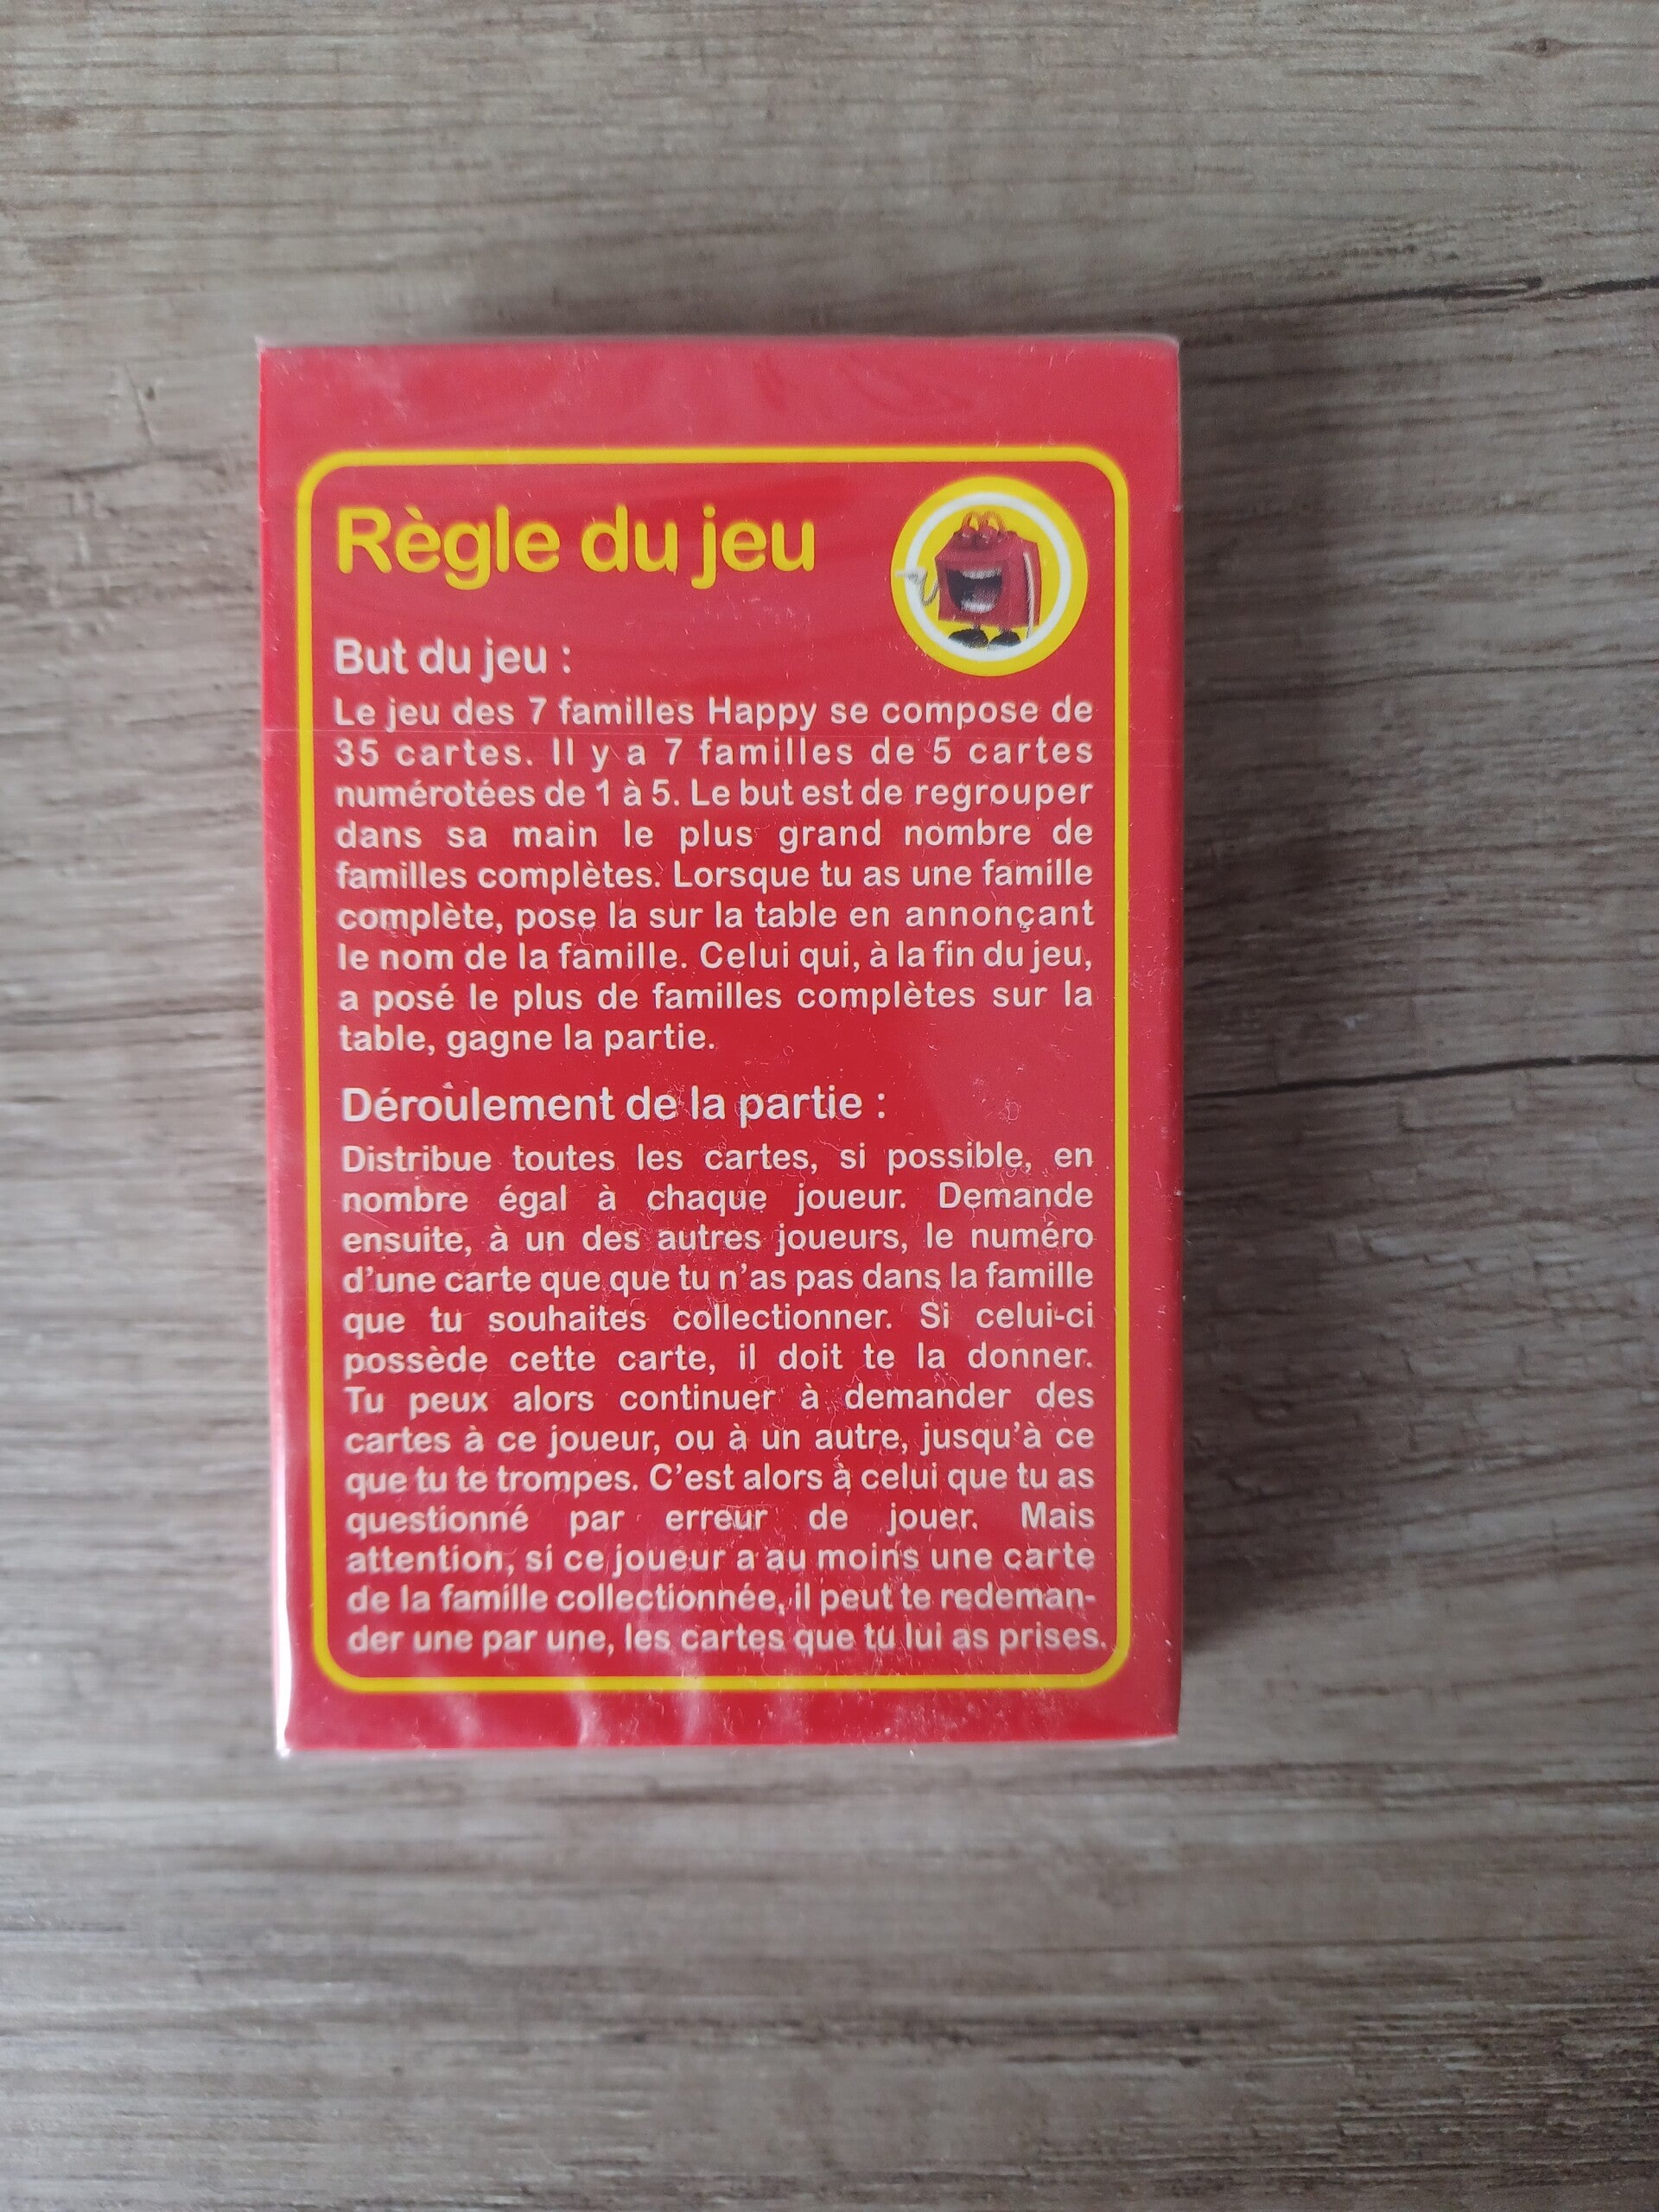 Règle du jeu
But du jeu :
Le jeu des 7 familles Happy se compose de
35 cartes. Il y a 7 familles de 5 cartes
numérotées de 1 à 5. Le but est de regrouper
dans sa main le plus grand nombre de
familles complètes. Lorsque tu as une famille
complète, pose la sur la table en annonçant
le nom de la famille. Celui qui, à la fin du jeu,
a posé le plus de familles complètes sur la
table, gagne la partie.
Déroulement de la partie :
Distribue toutes les cartes, si possible, en
nombre égal à chaque joueur. Demande
ensuite, à un des autres joueurs, le numéro
d'une carte que que tu n'as pas dans la famille
que tu souhaites collectionner. Si celui-ci
possède cette carte, il doit te la donner.
Tu peux alors continuer à demander des
cartes à ce joueur, ou à un autre, jusqu'à ce
que tu te trompes. C'est alors à celui que tu as
questionné par erreur de jouer. Mais
attention, si ce joueur a au moins une carte
de la famille collectionnée, il peut te redeman-
der une par une, les cartes que tu lui as prises.